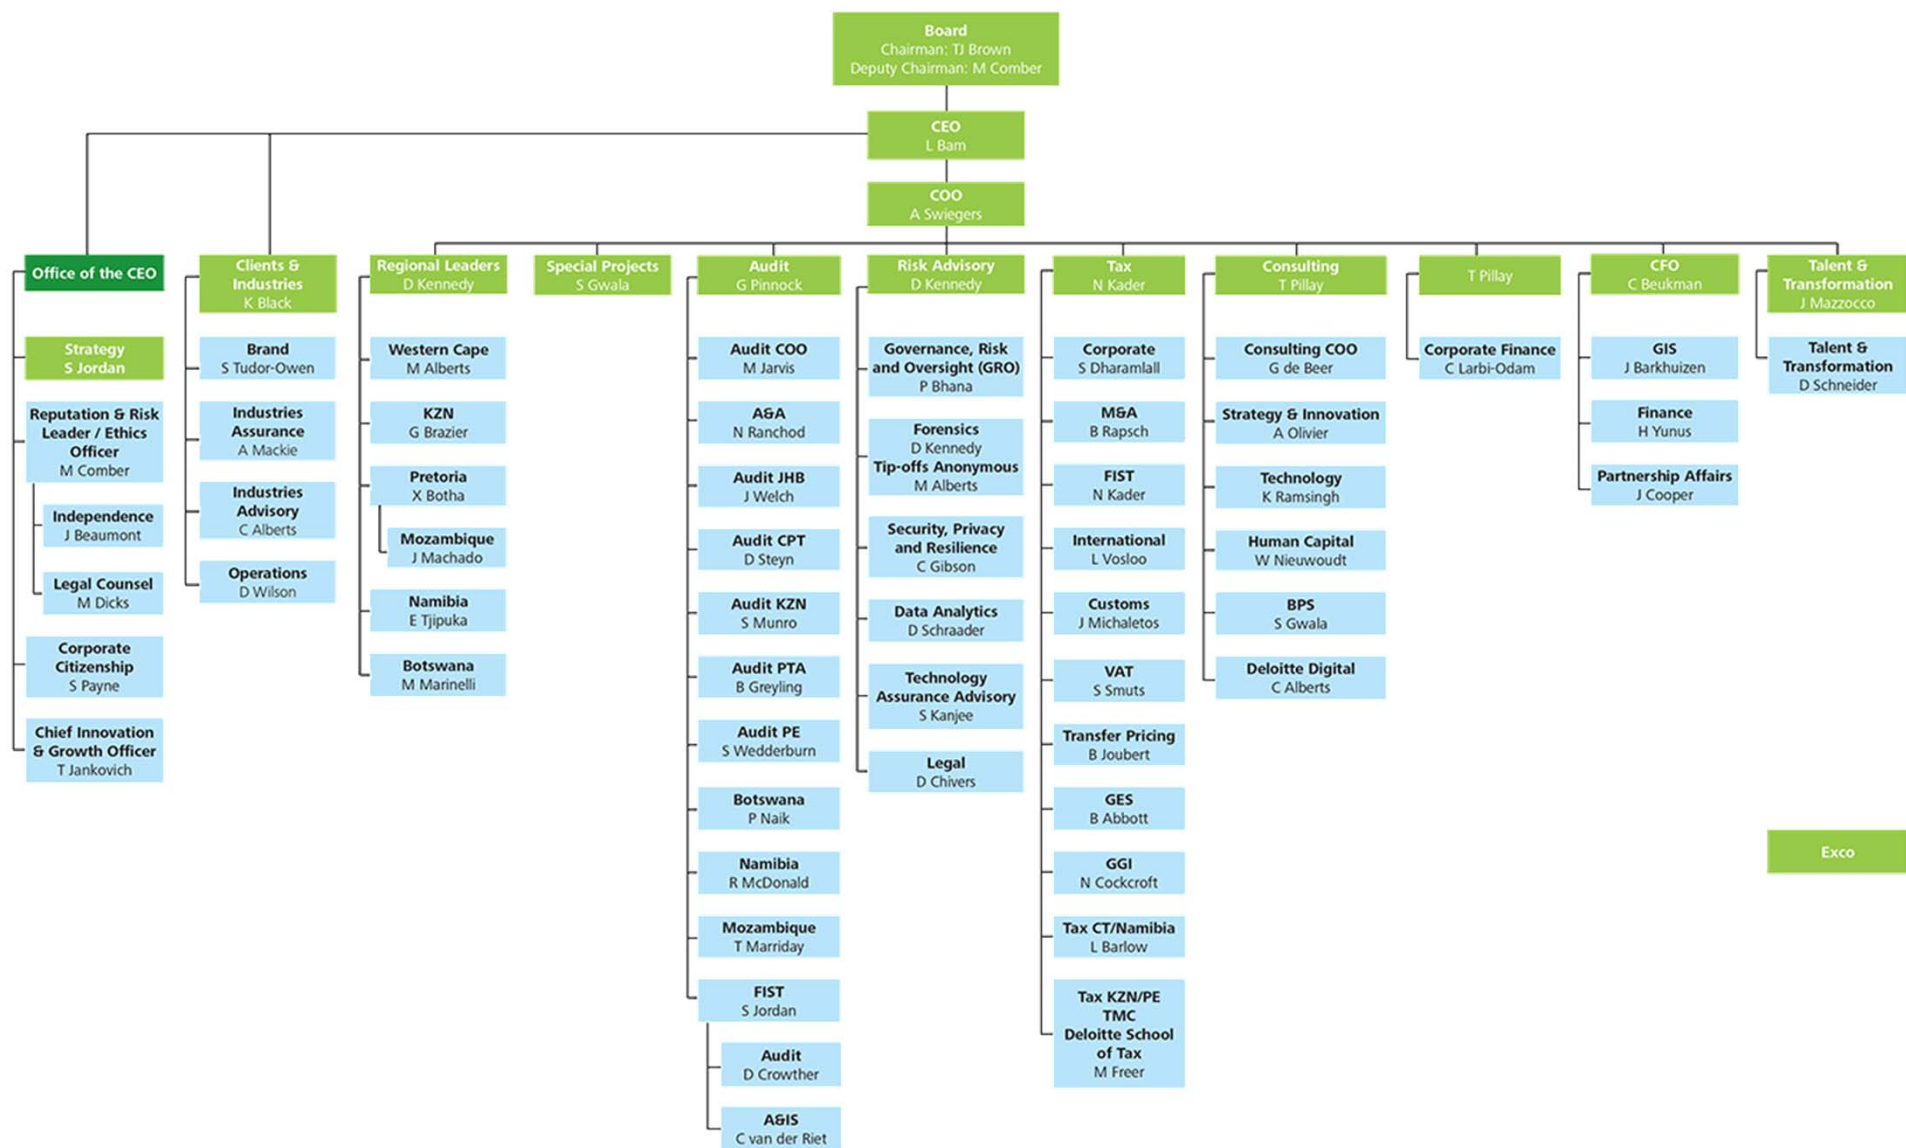 Board
Chairman: TJ Brown
Deputy Chairman: M Comber
CEO
L Bam
COO
A Swiegers
Office of the CEO
Strategy
S Jordan
Reputation & Risk
Leader / Ethics
Officer
M Comber
Independence
J Beaumont
Legal Counsel
M Dicks
Corporate
Citizenship
S Payne
Chief Innovation
& Growth Officer
T Jankovich
Clients &
Industries
K Black
Brand
S Tudor-Owen
Industries
Assurance
A Mackie
Industries
Advisory
C Alberts
Operations
D Wilson
Regional Leaders
D Kennedy
Western Cape
M Alberts
KZN
G Brazier
Pretoria
X Botha
Mozambique
J Machado
Namibia
E Tjipuka
Botswana
M Marinelli
Special Projects
S Gwala
Audit
G Pinnock
Audit COO
M Jarvis
A&A
N Ranchod
Audit JHB
J Welch
Audit CPT
D Steyn
Audit KZN
S Munro
Audit PTA
B Greyling
Audit PE
S Wedderburn
Botswana
P Naik
Namibia
R McDonald
Mozambique
T Marriday
FIST
S Jordan
Audit
D Crowther
A&IS
C van der Riet
Risk Advisory
D Kennedy
Governance, Risk
and Oversight (GRO)
P Bhana
Forensics
D Kennedy
Tip-offs Anonymous
M Alberts
Security, Privacy
and Resilience
C Gibson
Data Analytics
D Schraader
Technology
Assurance Advisory
S Kanjee
Legal
D Chivers
Tax
N Kader
Corporate
S Dharamlall
M&A
B Rapsch
FIST
N Kader
International
L Vosloo
Customs
J Michaletos
VAT
S Smuts
Transfer Pricing
B Joubert
GES
B Abbott
GGI
N Cockcroft
Tax CT/Namibia
L Barlow
Tax KZN/PE
TMC
Deloitte School
of Tax
M Freer
Consulting
T Pillay
Consulting COO
G de Beer
Strategy & Innovation
A Olivier
Technology
K Ramsingh
Human Capital
W Nieuwoudt
BPS
S Gwala
Deloitte Digital
C Alberts
T Pillay
Corporate Finance
C Larbi-Odam
CFO
C Beukman
GIS
J Barkhuizen
Finance
H Yunus
Partnership Affairs
J Cooper
Talent &
Transformation
J Mazzocco
Talent &
Transformation
D Schneider
Exco